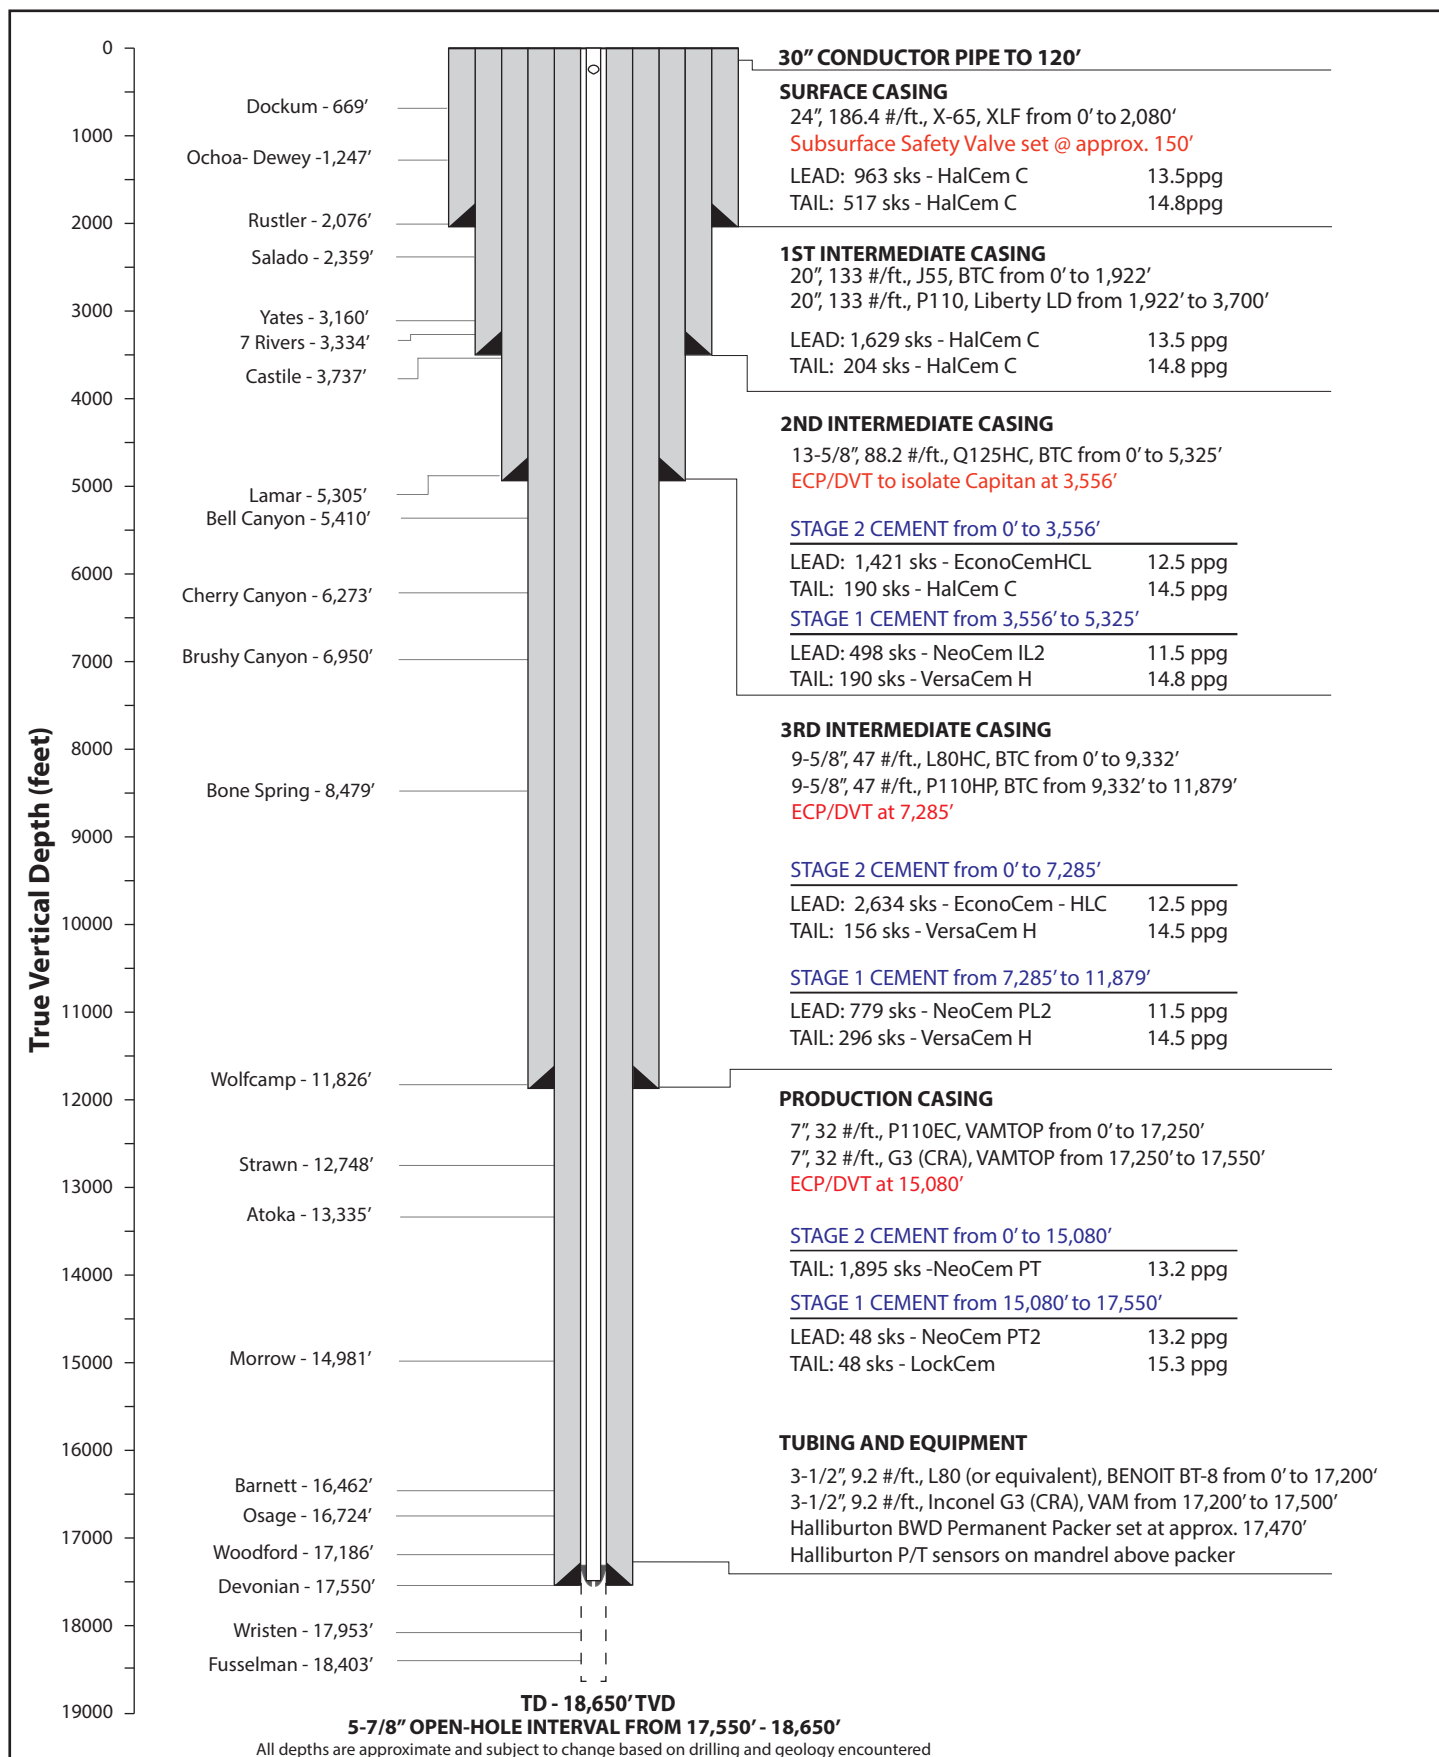 True Vertical Depth (feet)
0
1000
2000
3000
4000
5000
6000
7000
8000
9000
10000
11000
12000
13000
14000
15000
16000
17000
18000
19000
Dockum - 669’
Ochoa- Dewey -1,247’
Rustler - 2,076’
Salado - 2,359’
Yates - 3,160’
7 Rivers - 3,334’
Castile - 3,737’
Lamar - 5,305’
Bell Canyon - 5,410’
Cherry Canyon - 6,273’
Brushy Canyon - 6,950’
Bone Spring - 8,479’
Wolfcamp - 11,826’
Strawn - 12,748’
Atoka - 13,335’
Morrow - 14,981’
Barnett - 16,462’
Osage - 16,724’
Woodford - 17,186’
Devonian - 17,550’
Wristen - 17,953’
Fusselman - 18,403’
30” CONDUCTOR PIPE TO 120’
SURFACE CASING
24”, 186.4 #/ft., X-65, XLF from 0’ to 2,080‘
Subsurface Safety Valve set @ approx. 150’
LEAD: 963 sks - HalCem C 13.5ppg
TAIL: 517 sks - HalCem C 14.8ppg
1ST INTERMEDIATE CASING
20”, 133 #/ft., J55, BTC from 0’ to 1,922’
20”, 133 #/ft., P110, Liberty LD from 1,922’ to 3,700’
LEAD: 1,629 sks - HalCem C 13.5 ppg
TAIL: 204 sks - HalCem C 14.8 ppg
2ND INTERMEDIATE CASING
13-5/8”, 88.2 #/ft., Q125HC, BTC from 0’ to 5,325’
ECP/DVT to isolate Capitan at 3,556’
STAGE 2 CEMENT from 0’ to 3,556’
LEAD: 1,421 sks - EconoCemHCL 12.5 ppg
TAIL: 190 sks - HalCem C 14.5 ppg
STAGE 1 CEMENT from 3,556’ to 5,325’
LEAD: 498 sks - NeoCem IL2 11.5 ppg
TAIL: 190 sks - VersaCem H 14.8 ppg
3RD INTERMEDIATE CASING
9-5/8”, 47 #/ft., L80HC, BTC from 0’ to 9,332’
9-5/8”, 47 #/ft., P110HP, BTC from 9,332’ to 11,879’
ECP/DVT at 7,285’
STAGE 2 CEMENT from 0’ to 7,285’
LEAD: 2,634 sks - EconoCem - HLC 12.5 ppg
TAIL: 156 sks - VersaCem H 14.5 ppg
STAGE 1 CEMENT from 7,285’ to 11,879’
LEAD: 779 sks - NeoCem PL2 11.5 ppg
TAIL: 296 sks - VersaCem H 14.5 ppg
PRODUCTION CASING
7”, 32 #/ft., P110EC, VAMTOP from 0’ to 17,250’
7”, 32 #/ft., G3 (CRA), VAMTOP from 17,250’ to 17,550’
ECP/DVT at 15,080’
STAGE 2 CEMENT from 0’ to 15,080’
TAIL: 1,895 sks -NeoCem PT 13.2 ppg
STAGE 1 CEMENT from 15,080’ to 17,550’
LEAD: 48 sks - NeoCem PT2 13.2 ppg
TAIL: 48 sks - LockCem 15.3 ppg
TUBING AND EQUIPMENT
3-1/2”, 9.2 #/ft., L80 (or equivalent), BENOIT BT-8 from 0’ to 17,200‘
3-1/2”, 9.2 #/ft., Inconel G3 (CRA), VAM from 17,200’ to 17,500’
Halliburton BWD Permanent Packer set at approx. 17,470’
Halliburton P/T sensors on mandrel above packer
TD - 18,650’ TVD
5-7/8” OPEN-HOLE INTERVAL FROM 17,550’ - 18,650’
All depths are approximate and subject to change based on drilling and geology encountered